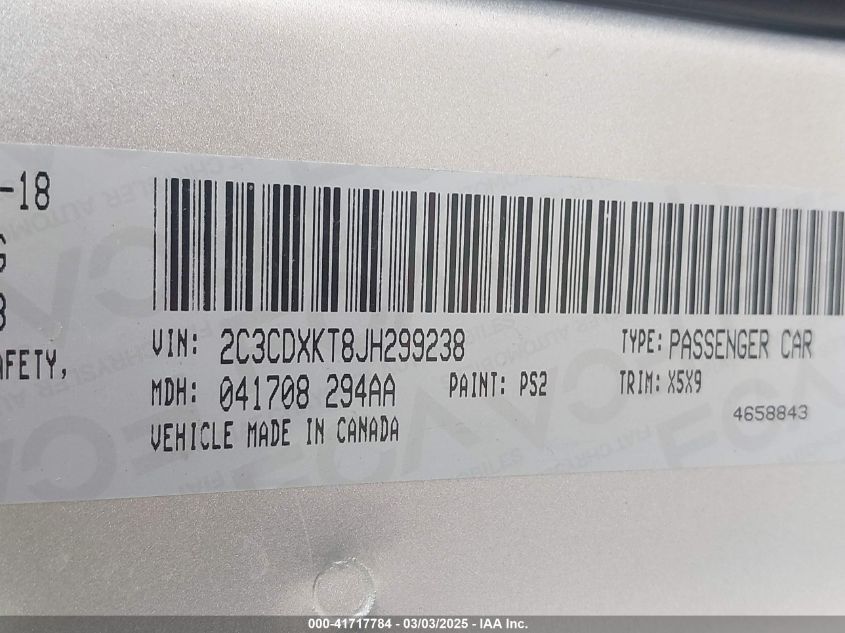 -18
G
8
AFETY,
VIN: 2C3CDXKT8JH299238 TYPE: PASSENGER CAR
MDH: 041708 294AA PAINT: PS2 TRIM: X5X9
4658843
VEHICLE MADE IN CANADA
000-41717784 — 03/03/2025 — IAA Inc.